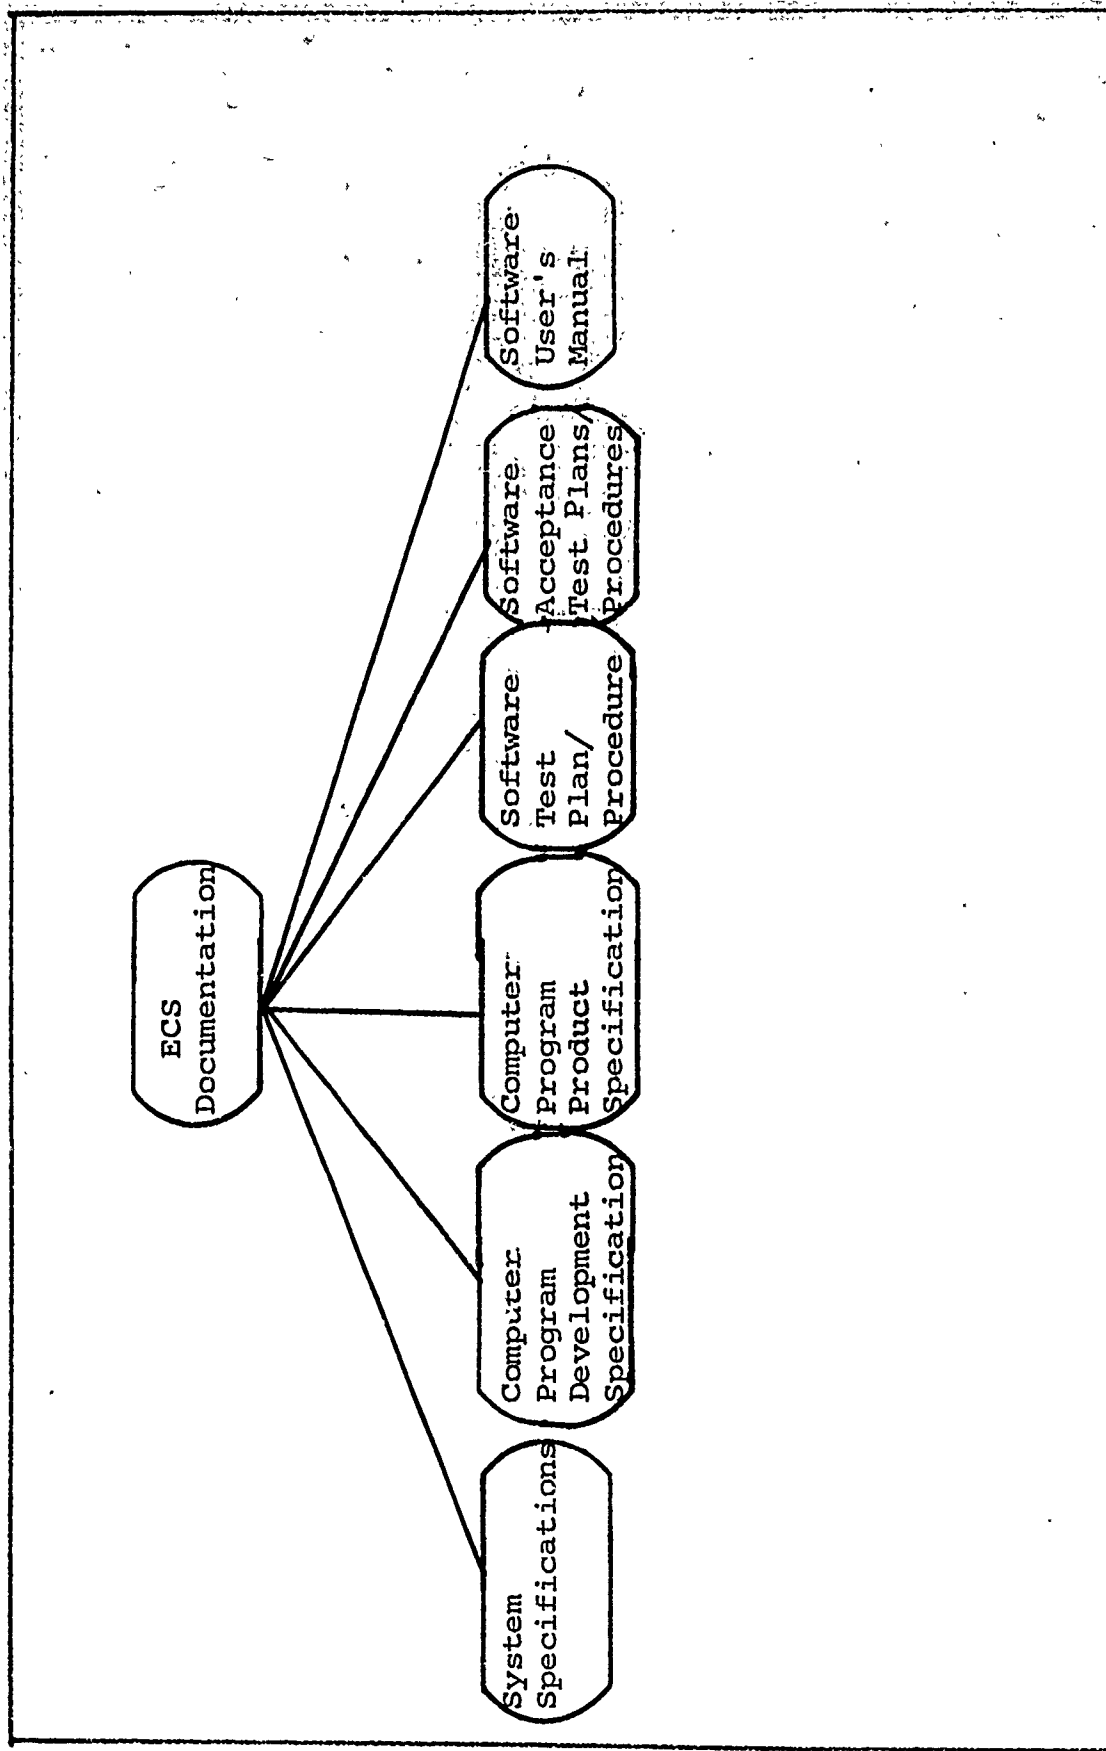 ECS
Documentation
System
Specifications
Computer
Program
Development
Specification
Computer
Program
Product
Specification
Software
Test
Plan/
Procedure
Software
Acceptance
Test Plans/
Procedures
Software
User's
Manual